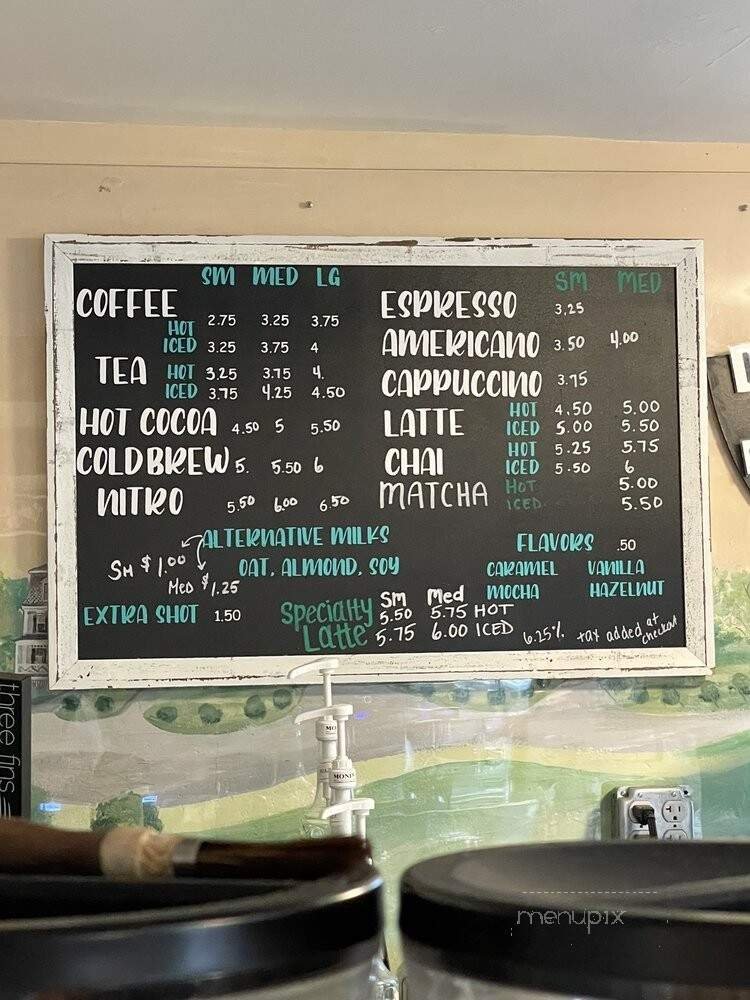 SM MED LG
COFFEE
HOT 2.75 3.25 3.75
ICED 3.25 3.75 4
TEA HOT 3.25 3.75 4.
ICED 3.75 4.25 4.50
HOT COCOA 4.50 5 5.50
COLD BREW 5. 5.50 6
NITRO 5.50 6.00 6.50
SM MED
ESPRESSO 3.25
AMERICANO 3.50 4.00
CAPPUCCINO 3.75
LATTE HOT 4.50 5.00
ICED 5.00 5.50
CHAI HOT 5.25 5.75
ICED 5.50 6
MATCHA HOT 5.00
ICED 5.50
ALTERNATIVE MILKS
SM $1.00
OAT, ALMOND, SOY
MED $1.25
EXTRA SHOT 1.50
FLAVORS .50
CARAMEL VANILLA
MOCHA HAZELNUT
Sm Med
Specialty 5.50 5.75 HOT
Latte 5.75 6.00 ICED
6.25% tax added at
checkout
three fins
MONIN
menupix